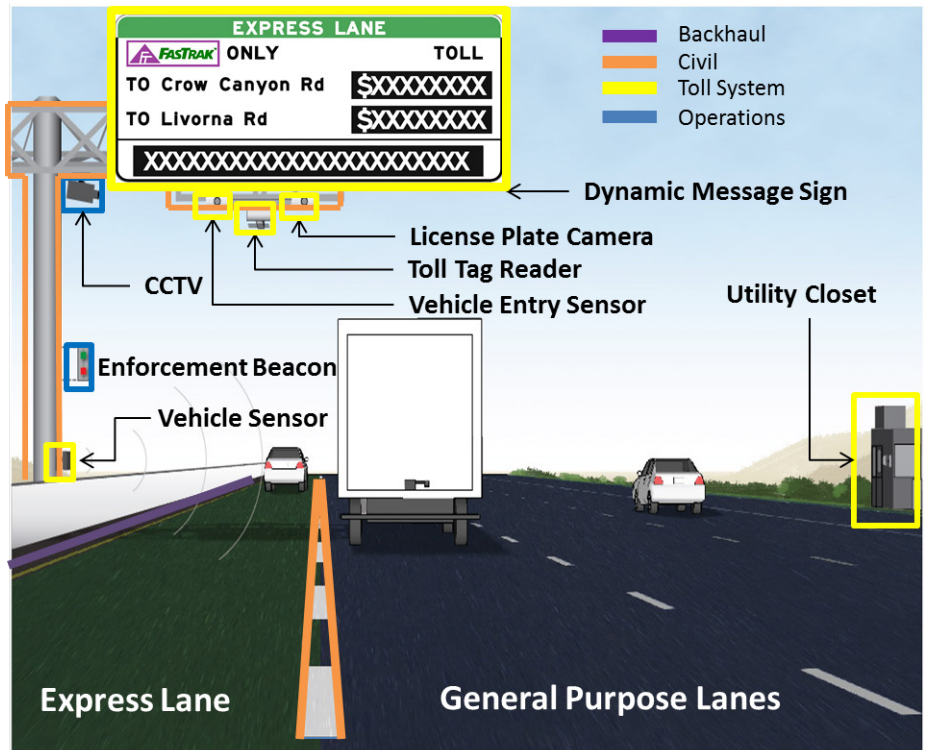 EXPRESS LANE
FASTRAK ONLY TOLL
TO Crow Canyon Rd $XXXXXXXX
TO Livorna Rd $XXXXXXXX
XXXXXXXXXXXXXXXXXXXXXXX
Backhaul
Civil
Toll System
Operations
Dynamic Message Sign
License Plate Camera
Toll Tag Reader
CCTV
Vehicle Entry Sensor
Utility Closet
Enforcement Beacon
Vehicle Sensor
Express Lane
General Purpose Lanes